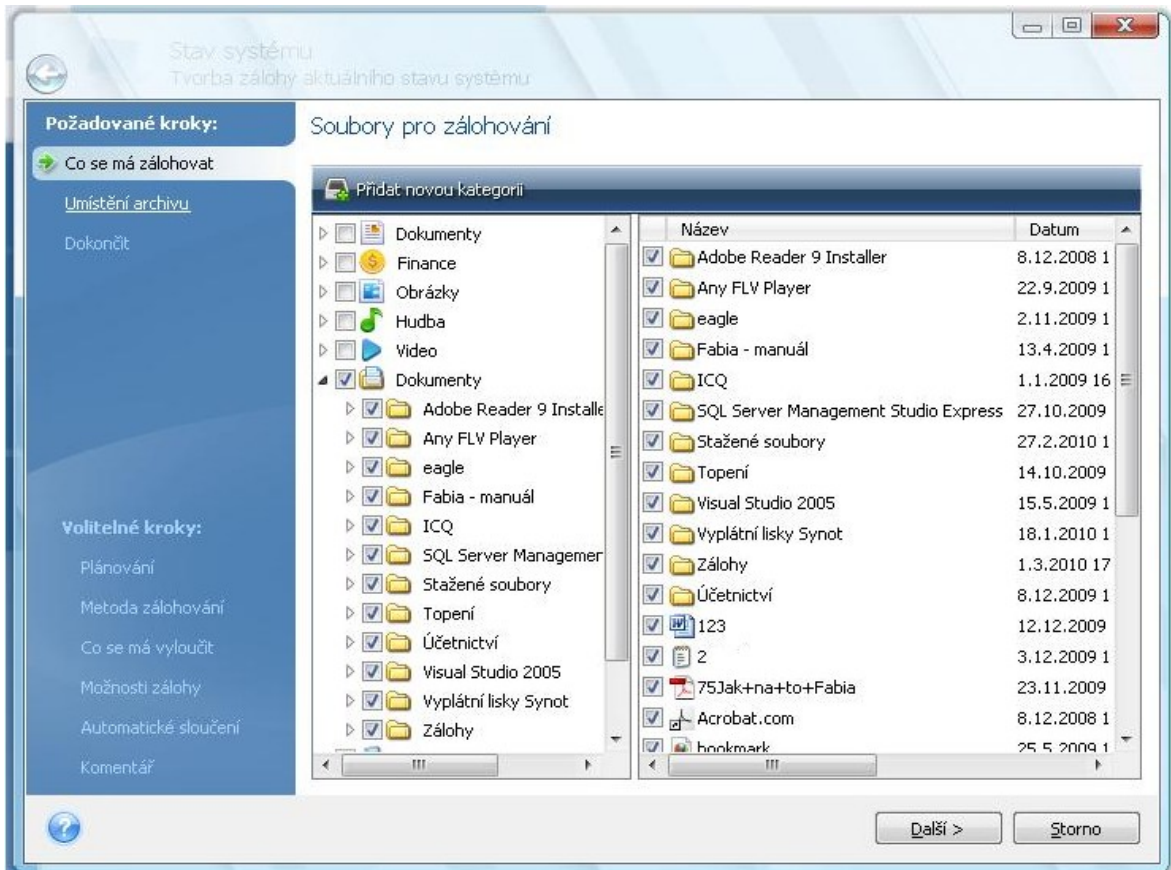 Stav systému
Tvorba zálohy aktuálního stavu systému
Požadované kroky:
Co se má zálohovat
Umístění archivu
Dokončit
Volitelné kroky:
Plánování
Metoda zálohování
Co se má vyloučit
Možnosti zálohy
Automatické sloučení
Komentář
Soubory pro zálohování
Přidat novou kategorii
Dokumenty
Finance
Obrázky
Hudba
Video
Dokumenty
Adobe Reader 9 Installe
Any FLV Player
eagle
Fabia - manuál
ICQ
SQL Server Managemer
Stažené soubory
Topení
Účetnictví
Visual Studio 2005
Vyplátní lisky Synot
Zálohy
Název Datum
Adobe Reader 9 Installer 8.12.2008 1
Any FLV Player 22.9.2009 1
eagle 2.11.2009 1
Fabia - manuál 13.4.2009 1
ICQ 1.1.2009 16
SQL Server Management Studio Express 27.10.2009
Stažené soubory 27.2.2010 1
Topení 14.10.2009
Visual Studio 2005 15.5.2009 1
Vyplátní lisky Synot 18.1.2010 1
Zálohy 1.3.2010 17
Účetnictví 8.12.2009 1
123 12.12.2009
2 3.12.2009 1
75Jak+na+to+Fabia 23.11.2009
Acrobat.com 8.12.2008 1
bookmark 25.5.2009 1
Další >
Storno